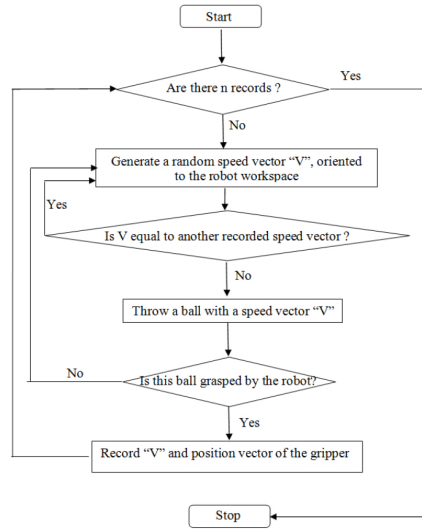 Start
Are there n records ?
Yes
No
Generate a random speed vector “V”, oriented
to the robot workspace
Yes
Is V equal to another recorded speed vector ?
No
Throw a ball with a speed vector “V”
No
Is this ball grasped by the robot?
Yes
Record “V” and position vector of the gripper
Stop